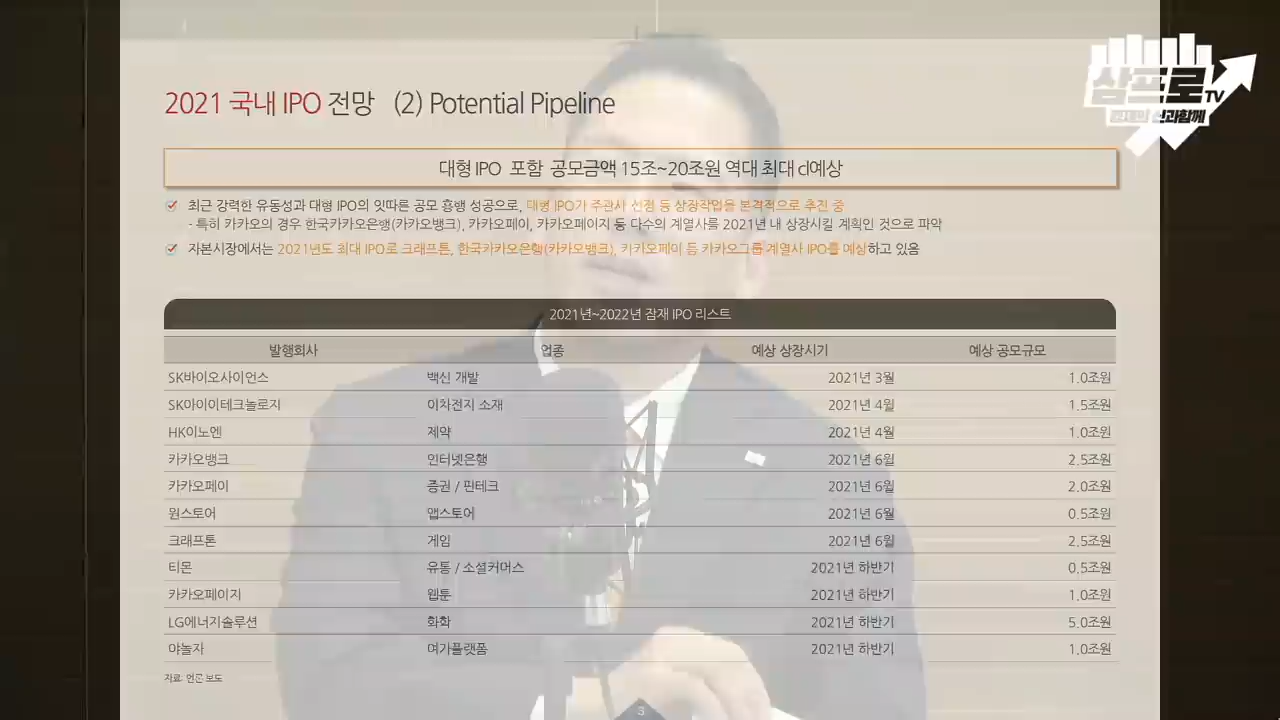 삼프로TV
경제의 신과함께
2021 국내 IPO 전망 (2) Potential Pipeline
대형 IPO 포함 공모금액 15조~20조원 역대 최대 cl예상
최근 강력한 유동성과 대형 IPO의 잇따른 공모 흥행 성공으로, 대형 IPO가 주관사 선정 등 상장작업을 본격적으로 추진 중
- 특히 카카오의 경우 한국카카오은행(카카오뱅크), 카카오페이, 카카오페이지 등 다수의 계열사를 2021년 내 상장시킬 계획인 것으로 파악
자본시장에서는 2021년도 최대 IPO로 크래프톤, 한국카카오은행(카카오뱅크), 카카오페이 등 카카오그룹 계열사 IPO를 예상하고 있음
2021년~2022년 잠재 IPO 리스트
발행회사 업종 예상 상장시기 예상 공모규모
SK바이오사이언스 백신 개발 2021년 3월 1.0조원
SK아이이테크놀로지 이차전지 소재 2021년 4월 1.5조원
HK이노엔 제약 2021년 4월 1.0조원
카카오뱅크 인터넷은행 2021년 6월 2.5조원
카카오페이 증권 / 핀테크 2021년 6월 2.0조원
원스토어 앱스토어 2021년 6월 0.5조원
크래프톤 게임 2021년 6월 2.5조원
티몬 유통 / 소셜커머스 2021년 하반기 0.5조원
카카오페이지 웹툰 2021년 하반기 1.0조원
LG에너지솔루션 화학 2021년 하반기 5.0조원
야놀자 여가플랫폼 2021년 하반기 1.0조원
자료: 언론 보도
3